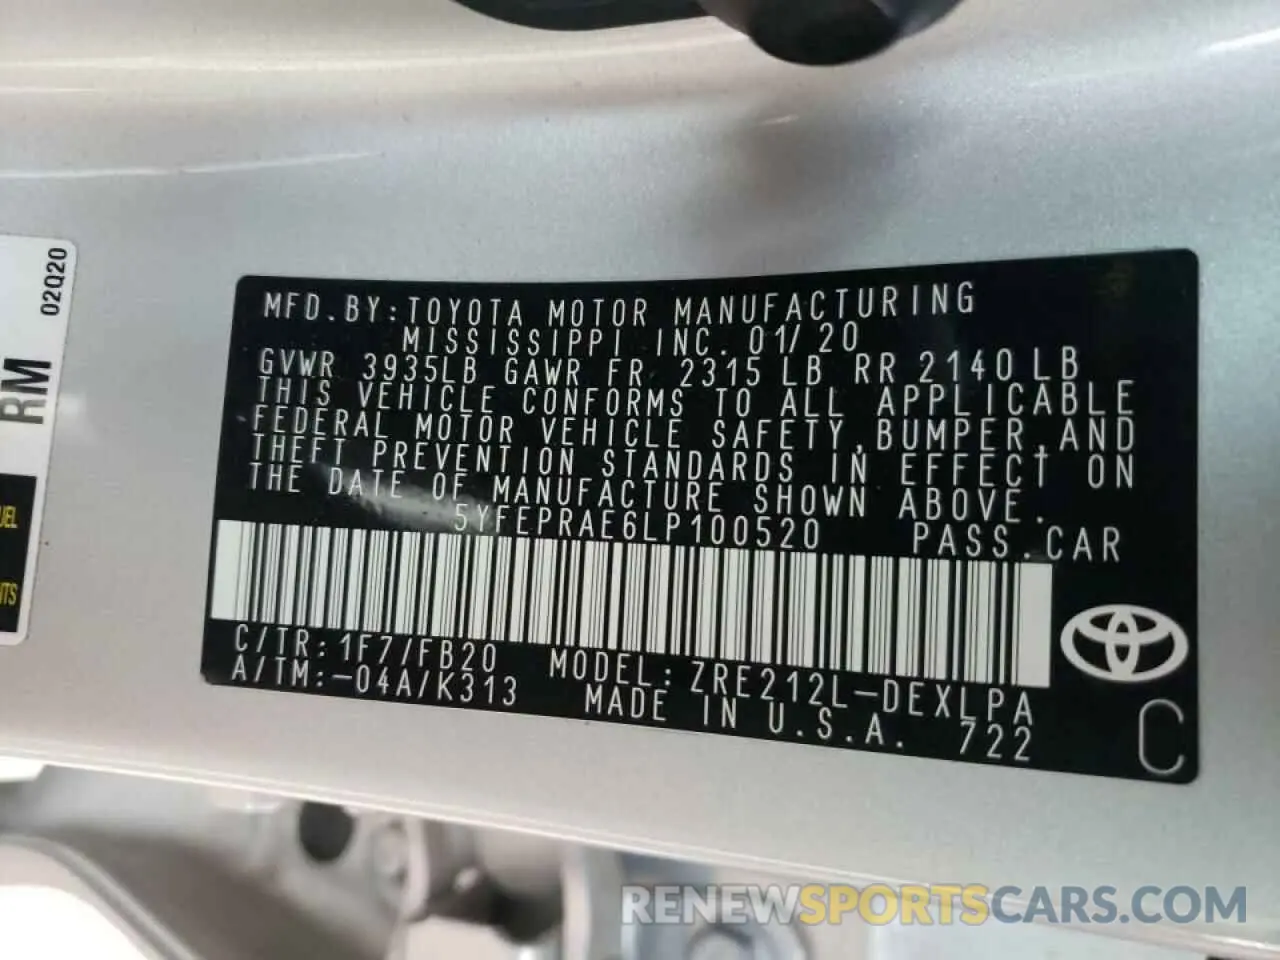 MFD.BY:TOYOTA MOTOR MANUFACTURING
MISSISSIPPI INC. 01/20
GVWR 3935LB GAWR FR 2315 LB RR 2140 LB
THIS VEHICLE CONFORMS TO ALL APPLICABLE
FEDERAL MOTOR VEHICLE SAFETY,BUMPER,AND
THEFT PREVENTION STANDARDS IN EFFECT ON
THE DATE OF MANUFACTURE SHOWN ABOVE.
5YFEPRAE6LP100520 PASS.CAR
C/TR:1F7/FB20 MODEL:ZRE212L-DEXLPA
A/TM:-04A/K313 MADE IN U.S.A. 722
C
02Q20
RM
RENEWSPORTSCARS.COM